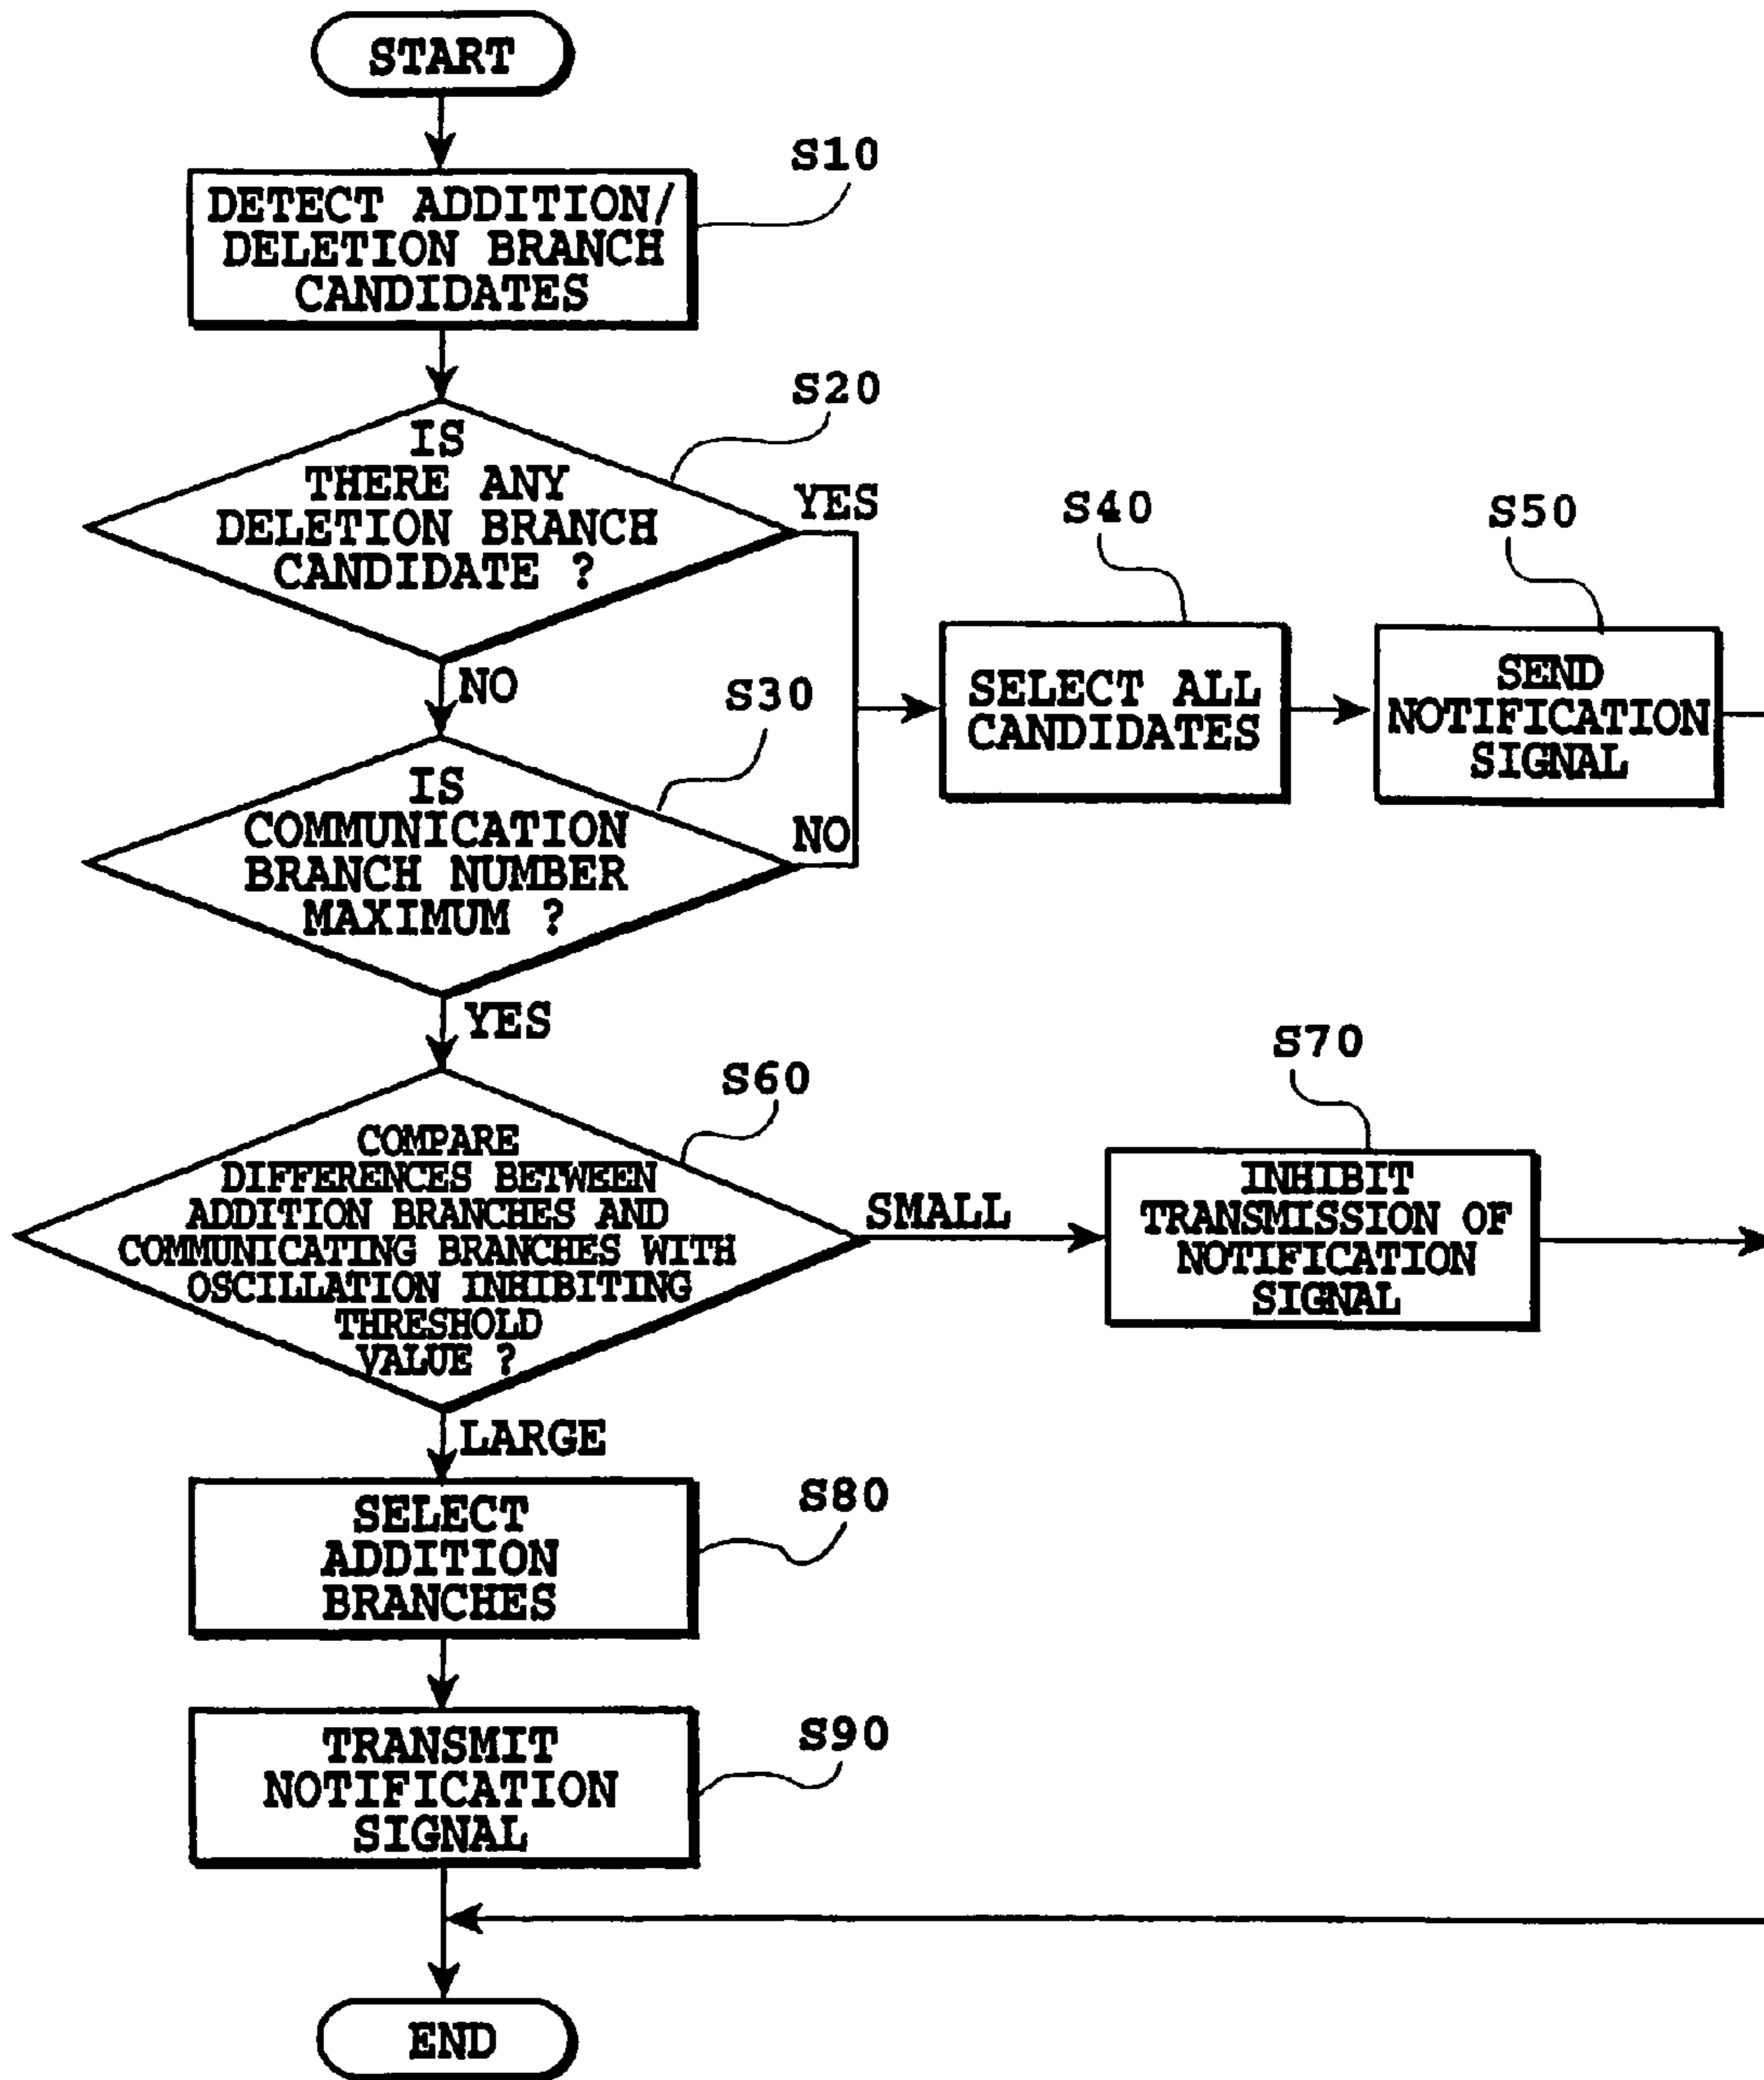 START
S10
DETECT ADDITION/
DELETION BRANCH
CANDIDATES
S20
IS
THERE ANY
DELETION BRANCH
CANDIDATE ?
YES
NO
S30
IS
COMMUNICATION
BRANCH NUMBER
MAXIMUM ?
NO
YES
S40
SELECT ALL
CANDIDATES
S50
SEND
NOTIFICATION
SIGNAL
S60
COMPARE
DIFFERENCES BETWEEN
ADDITION BRANCHES AND
COMMUNICATING BRANCHES WITH
OSCILLATION INHIBITING
THRESHOLD
VALUE ?
SMALL
LARGE
S70
INHIBIT
TRANSMISSION OF
NOTIFICATION
SIGNAL
S80
SELECT
ADDITION
BRANCHES
S90
TRANSMIT
NOTIFICATION
SIGNAL
END